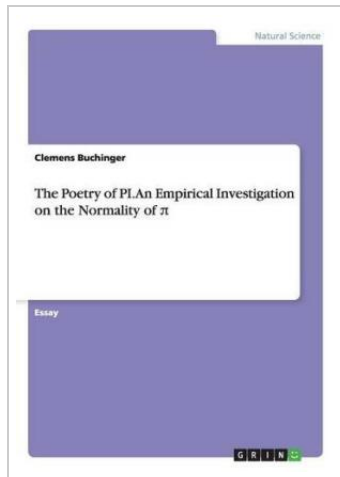 Natural Science
Clemens Buchinger
The Poetry of PI.An Empirical Investigation
on the Normality of π
Essay
GRIN